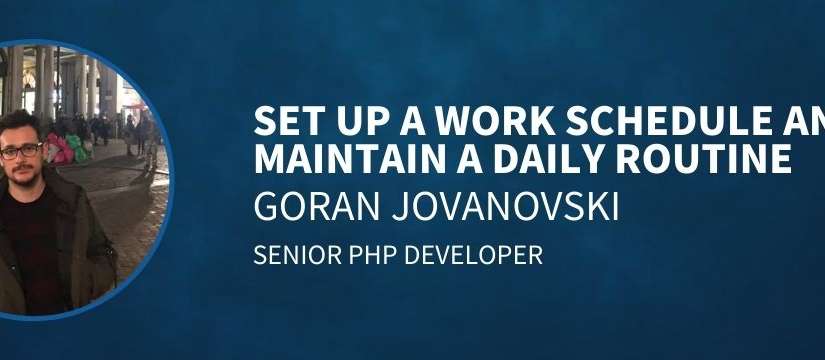 SET UP A WORK SCHEDULE AN
MAINTAIN A DAILY ROUTINE
GORAN JOVANOVSKI
SENIOR PHP DEVELOPER